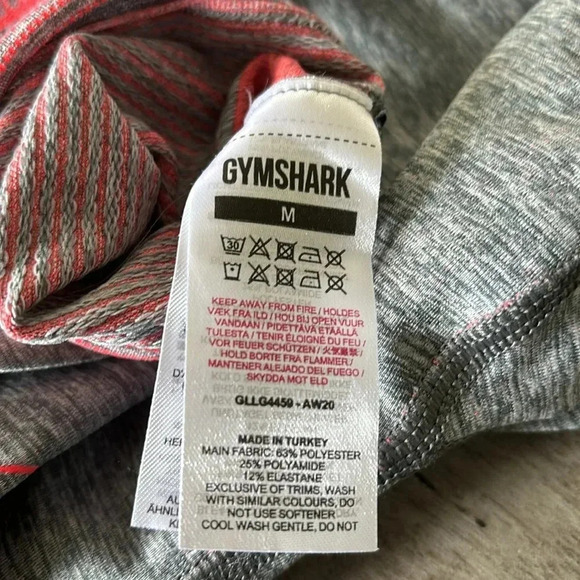 GYMSHARK
M
30
KEEP AWAY FROM FIRE / HOLDES
VÆK FRA ILD / HOU BIJ OPEN VUUR
VANDAAN / PIDETTÄVÄ ETÄÄLLÄ
TULESTA / TENIR ÉLOIGNÉ DU FEU /
VOR FEUER SCHÜTZEN / 火気厳禁 /
HOLD BORTE FRA FLAMMER /
MANTENER ALEJADO DEL FUEGO /
SKYDDA MOT ELD
GLLG4459 - AW20
MADE IN TURKEY
MAIN FABRIC: 63% POLYESTER
25% POLYAMIDE
12% ELASTANE
EXCLUSIVE OF TRIMS, WASH
WITH SIMILAR COLOURS, DO
NOT USE SOFTENER
COOL WASH GENTLE, DO NOT